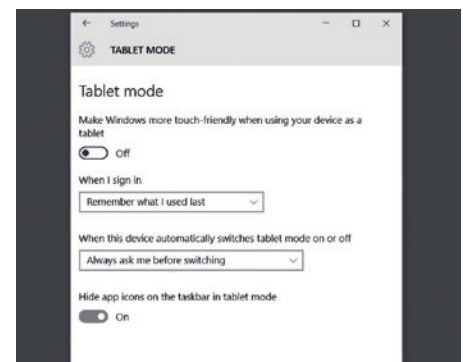 Settings
TABLET MODE
Tablet mode
Make Windows more touch-friendly when using your device as a
tablet
Off
When I sign in
Remember what I used last
When this device automatically switches tablet mode on or off
Always ask me before switching
Hide app icons on the taskbar in tablet mode
On